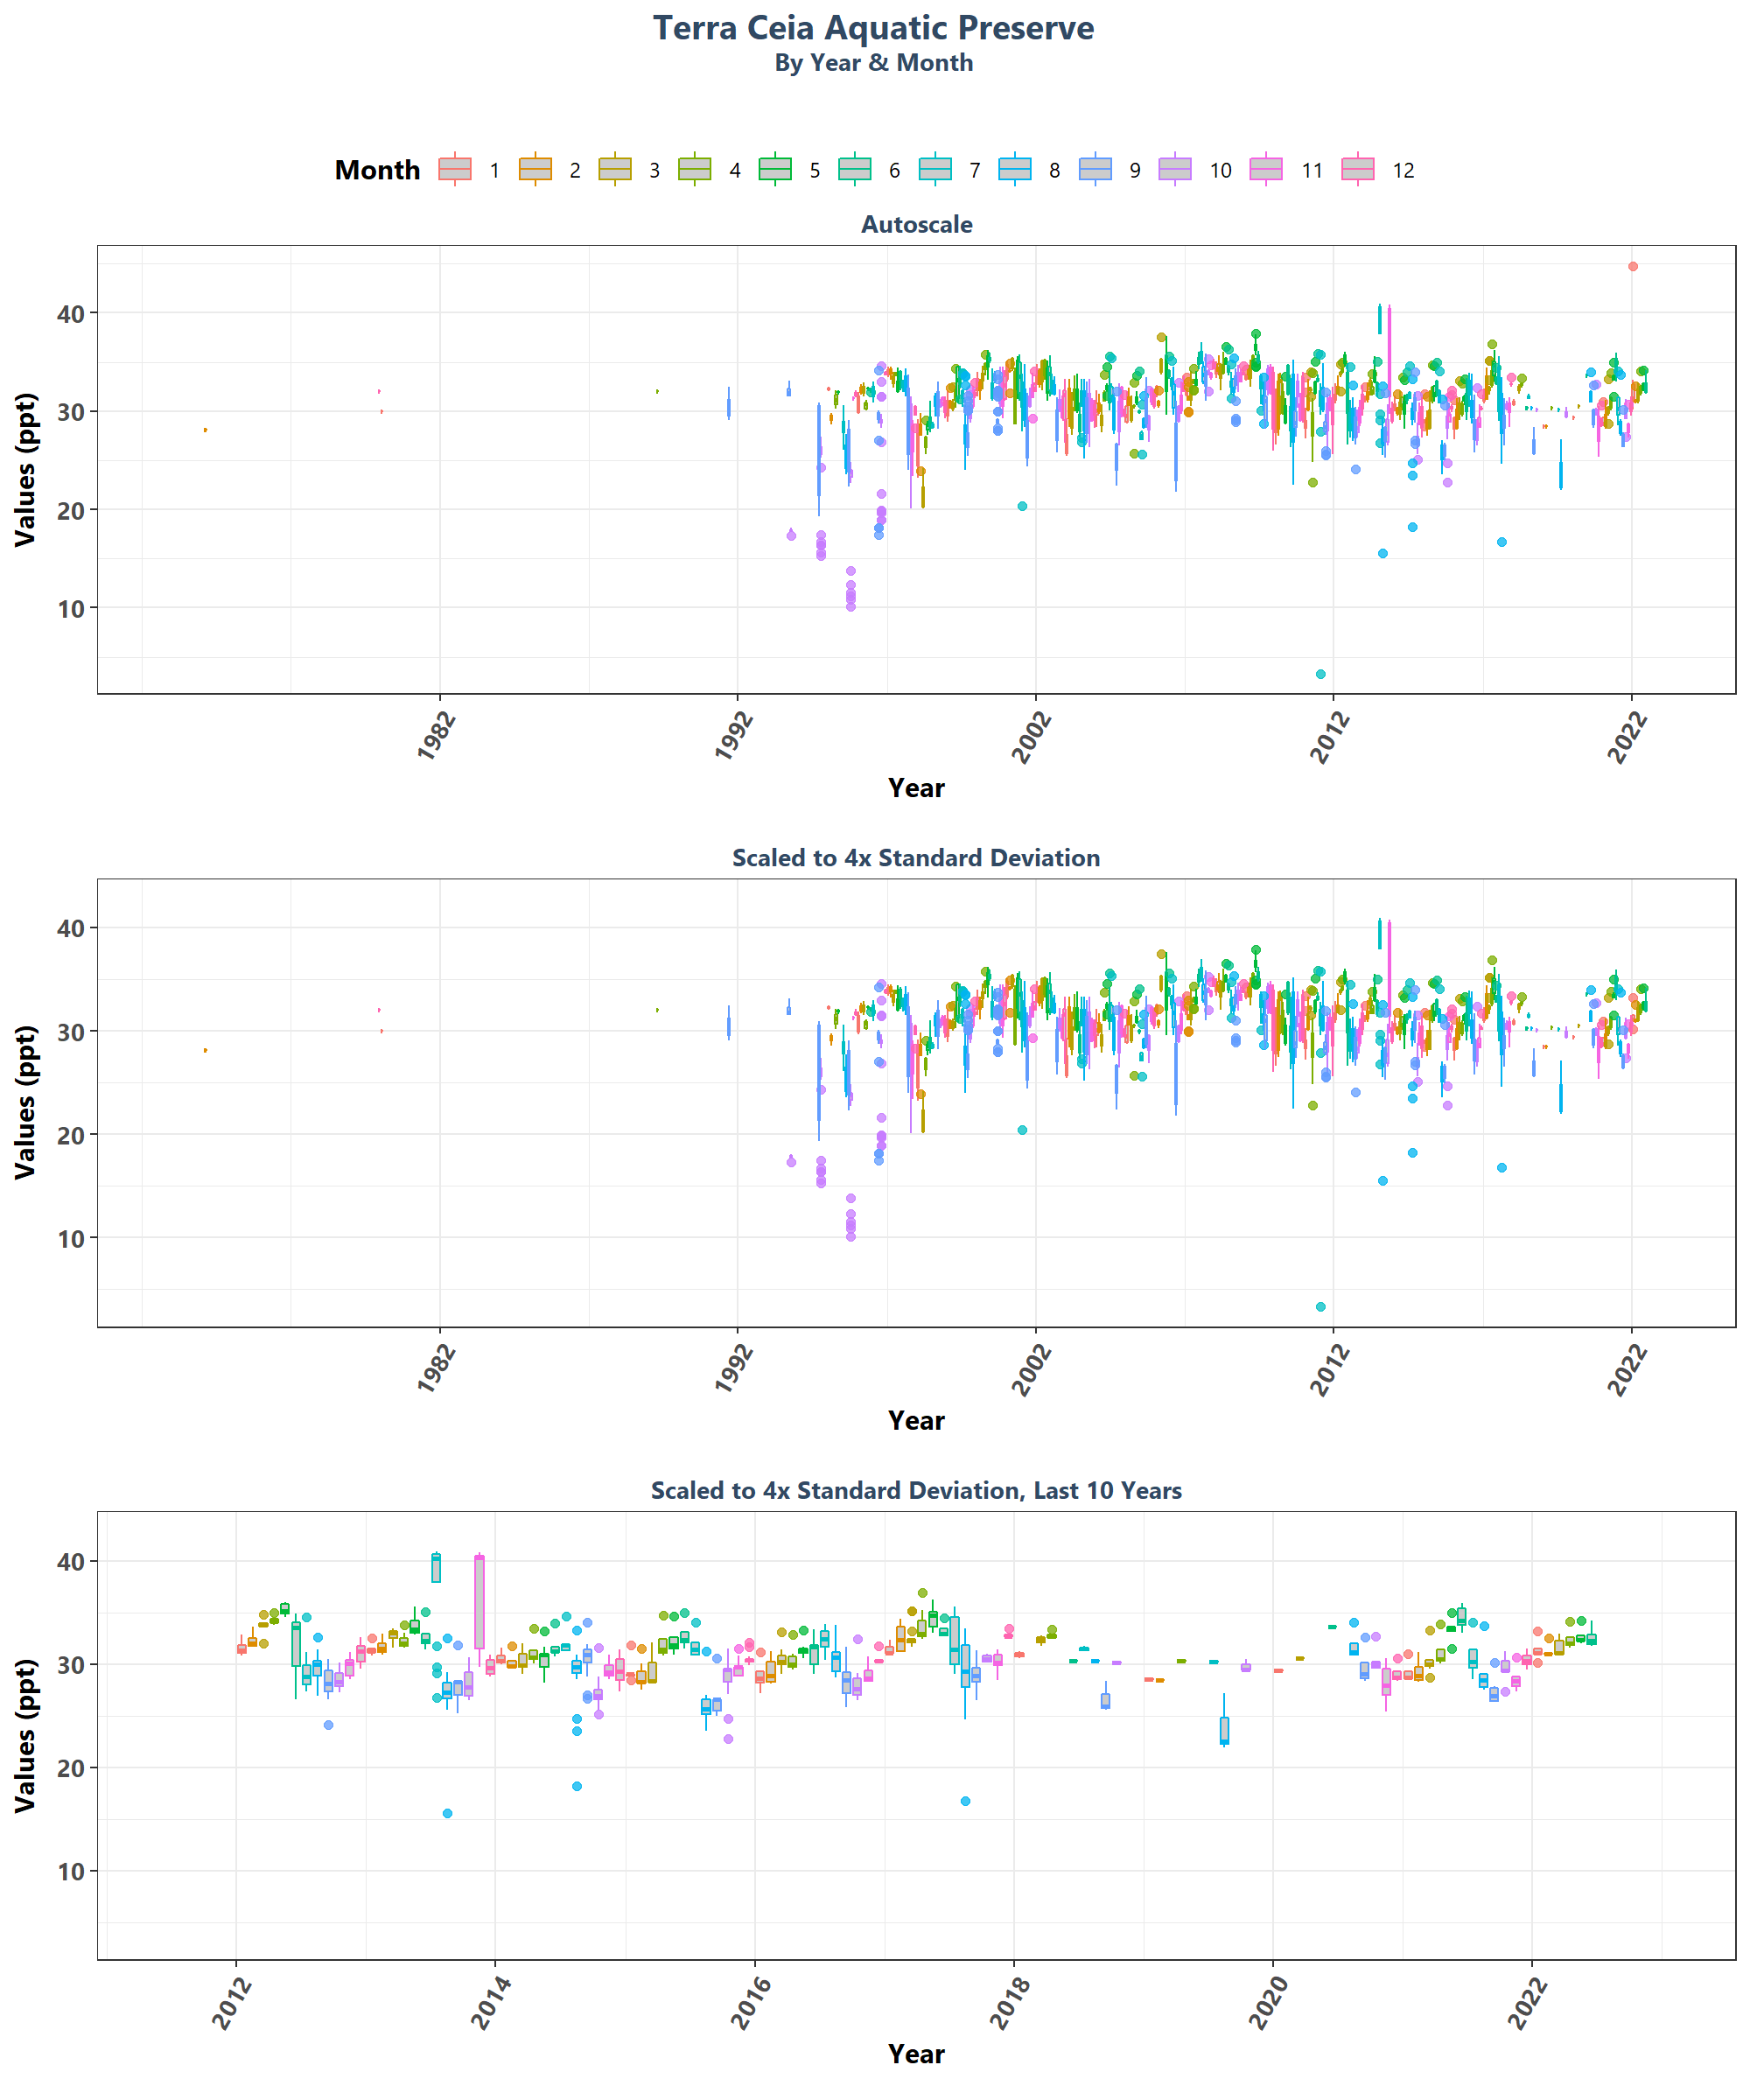 Terra Ceia Aquatic Preserve
By Year & Month
Month 1 2 3 4 5 6 7 8 9 10 11 12
Autoscale
Values (ppt)
40
30
20
10
1982 1992 2002 2012 2022
Year
Scaled to 4x Standard Deviation
Values (ppt)
40
30
20
10
1982 1992 2002 2012 2022
Year
Scaled to 4x Standard Deviation, Last 10 Years
Values (ppt)
40
30
20
10
2012 2014 2016 2018 2020 2022
Year